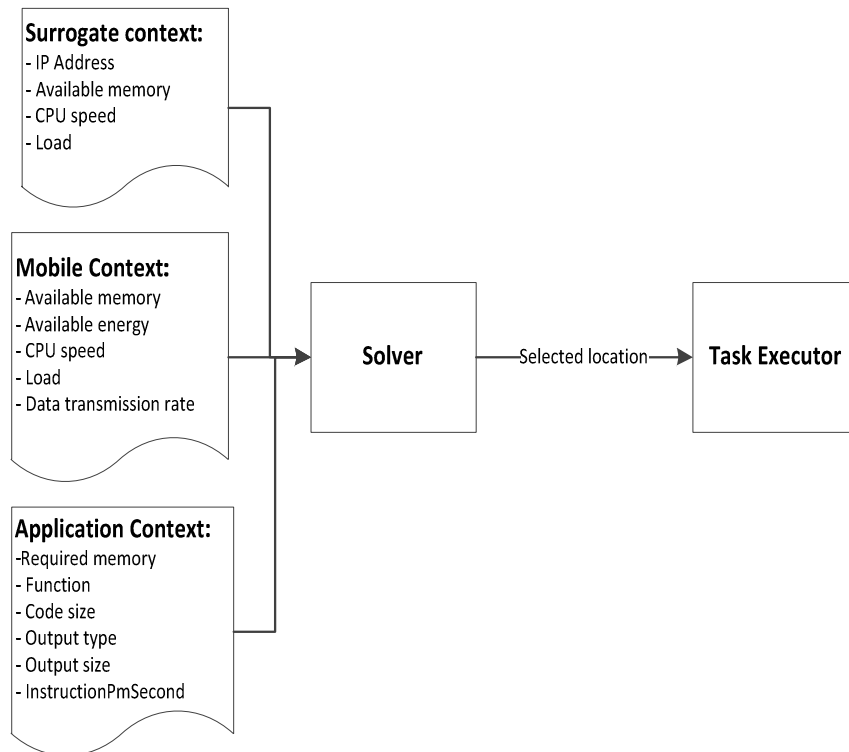 Surrogate context:
- IP Address
- Available memory
- CPU speed
- Load
Mobile Context:
- Available memory
- Available energy
- CPU speed
- Load
- Data transmission rate
Application Context:
-Required memory
- Function
- Code size
- Output type
- Output size
- InstructionPmSecond
Solver
Selected location
Task Executor